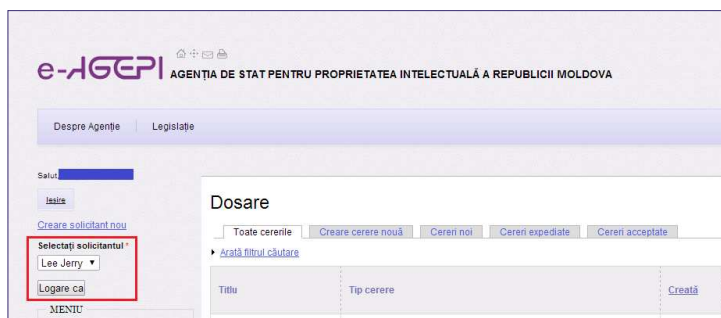 e-AGEPI
AGENȚIA DE STAT PENTRU PROPRIETATEA INTELECTUALĂ A REPUBLICII MOLDOVA
Despre Agenție Legislație
Salut,
Iesire
Creare solicitant nou
Selectați solicitantul *
Lee Jerry
Logare ca
MENIU
Dosare
Toate cererile Creare cerere nouă Cereri noi Cereri expediate Cereri acceptate
Arată filtrul căutare
Titlu Tip cerere Creată